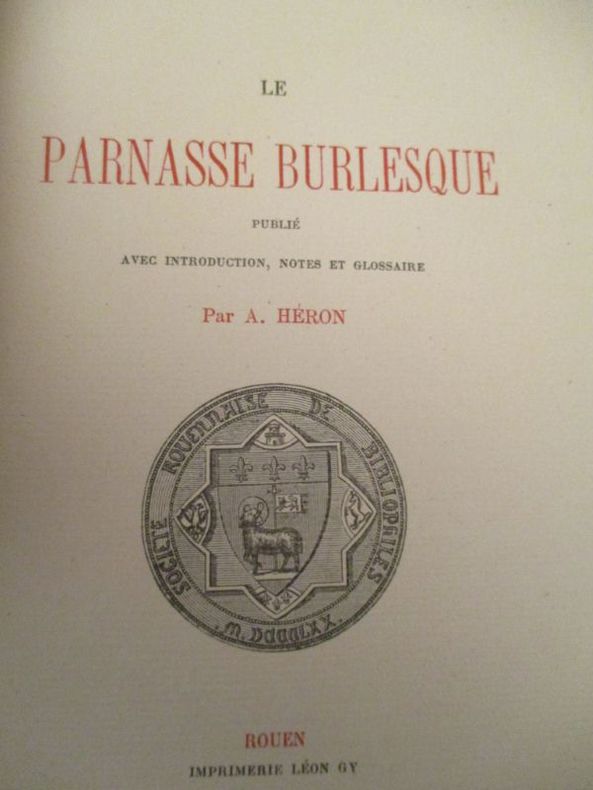 LE
PARNASSE BURLESQUE
PUBLIÉ
AVEC INTRODUCTION, NOTES ET GLOSSAIRE
Par A. HÉRON
SOCIÉTÉ ROUENNAISE DE BIBLIOPHILES
. M. DCCCLXX .
ROUEN
IMPRIMERIE LÉON GY